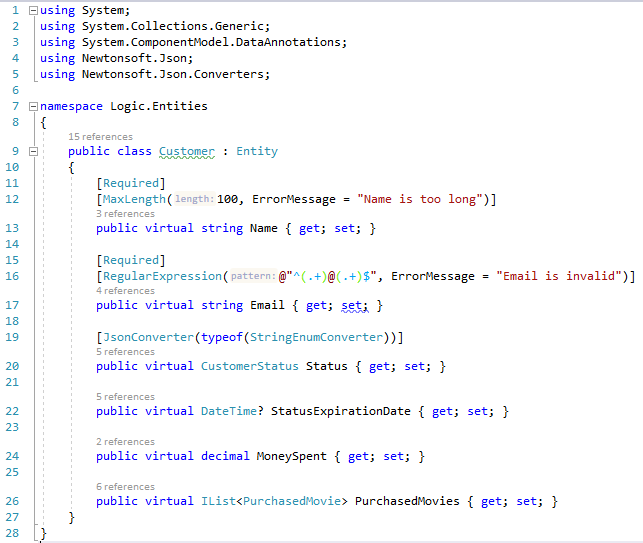 1 using System;
2 using System.Collections.Generic;
3 using System.ComponentModel.DataAnnotations;
4 using Newtonsoft.Json;
5 using Newtonsoft.Json.Converters;
6
7 namespace Logic.Entities
8 {
15 references
9 public class Customer : Entity
10 {
11 [Required]
12 [MaxLength(length: 100, ErrorMessage = "Name is too long")]
3 references
13 public virtual string Name { get; set; }
14
15 [Required]
16 [RegularExpression(pattern: @"^(.+)@(.+)$", ErrorMessage = "Email is invalid")]
4 references
17 public virtual string Email { get; set; }
18
19 [JsonConverter(typeof(StringEnumConverter))]
5 references
20 public virtual CustomerStatus Status { get; set; }
21
5 references
22 public virtual DateTime? StatusExpirationDate { get; set; }
23
2 references
24 public virtual decimal MoneySpent { get; set; }
25
6 references
26 public virtual IList<PurchasedMovie> PurchasedMovies { get; set; }
27 }
28 }